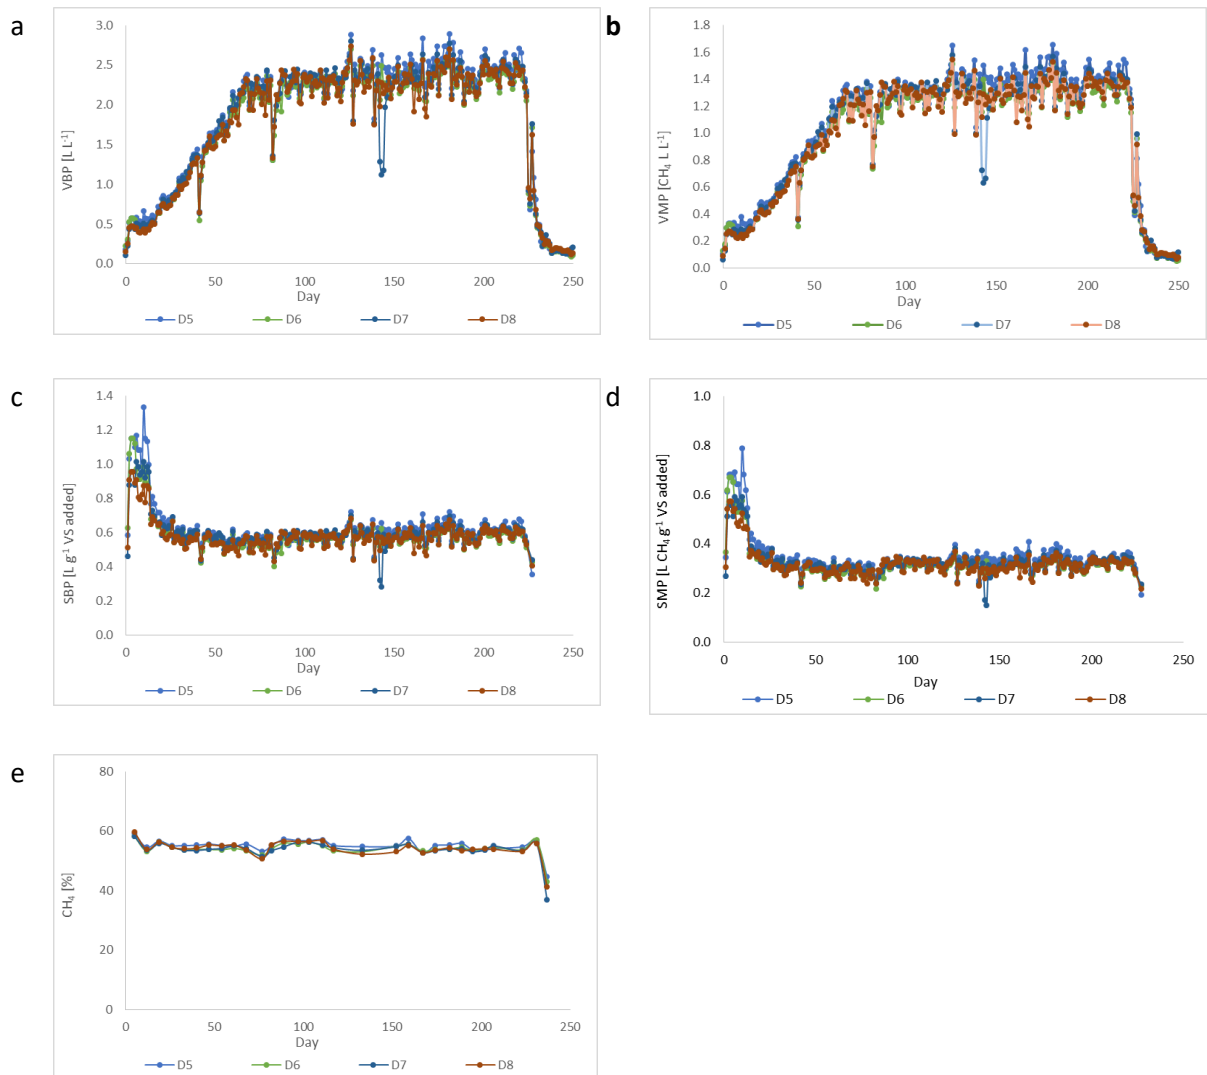 a
3.0
2.5
2.0
1.5
1.0
0.5
0.0
VBP [L L⁻¹]
0 50 100 150 200 250
Day
D5 D6 D7 D8
b
1.8
1.6
1.4
1.2
1.0
0.8
0.6
0.4
0.2
0.0
VMP [CH₄ L L⁻¹]
0 50 100 150 200 250
Day
D5 D6 D7 D8
c
1.4
1.2
1.0
0.8
0.6
0.4
0.2
0.0
SBP [L g⁻¹ VS added]
0 50 100 150 200 250
Day
D5 D6 D7 D8
d
1.0
0.8
0.6
0.4
0.2
0.0
SMP [L CH₄ g⁻¹ VS added]
0 50 100 150 200 250
Day
D5 D6 D7 D8
e
80
60
40
20
0
CH₄ [%]
0 50 100 150 200 250
Day
D5 D6 D7 D8